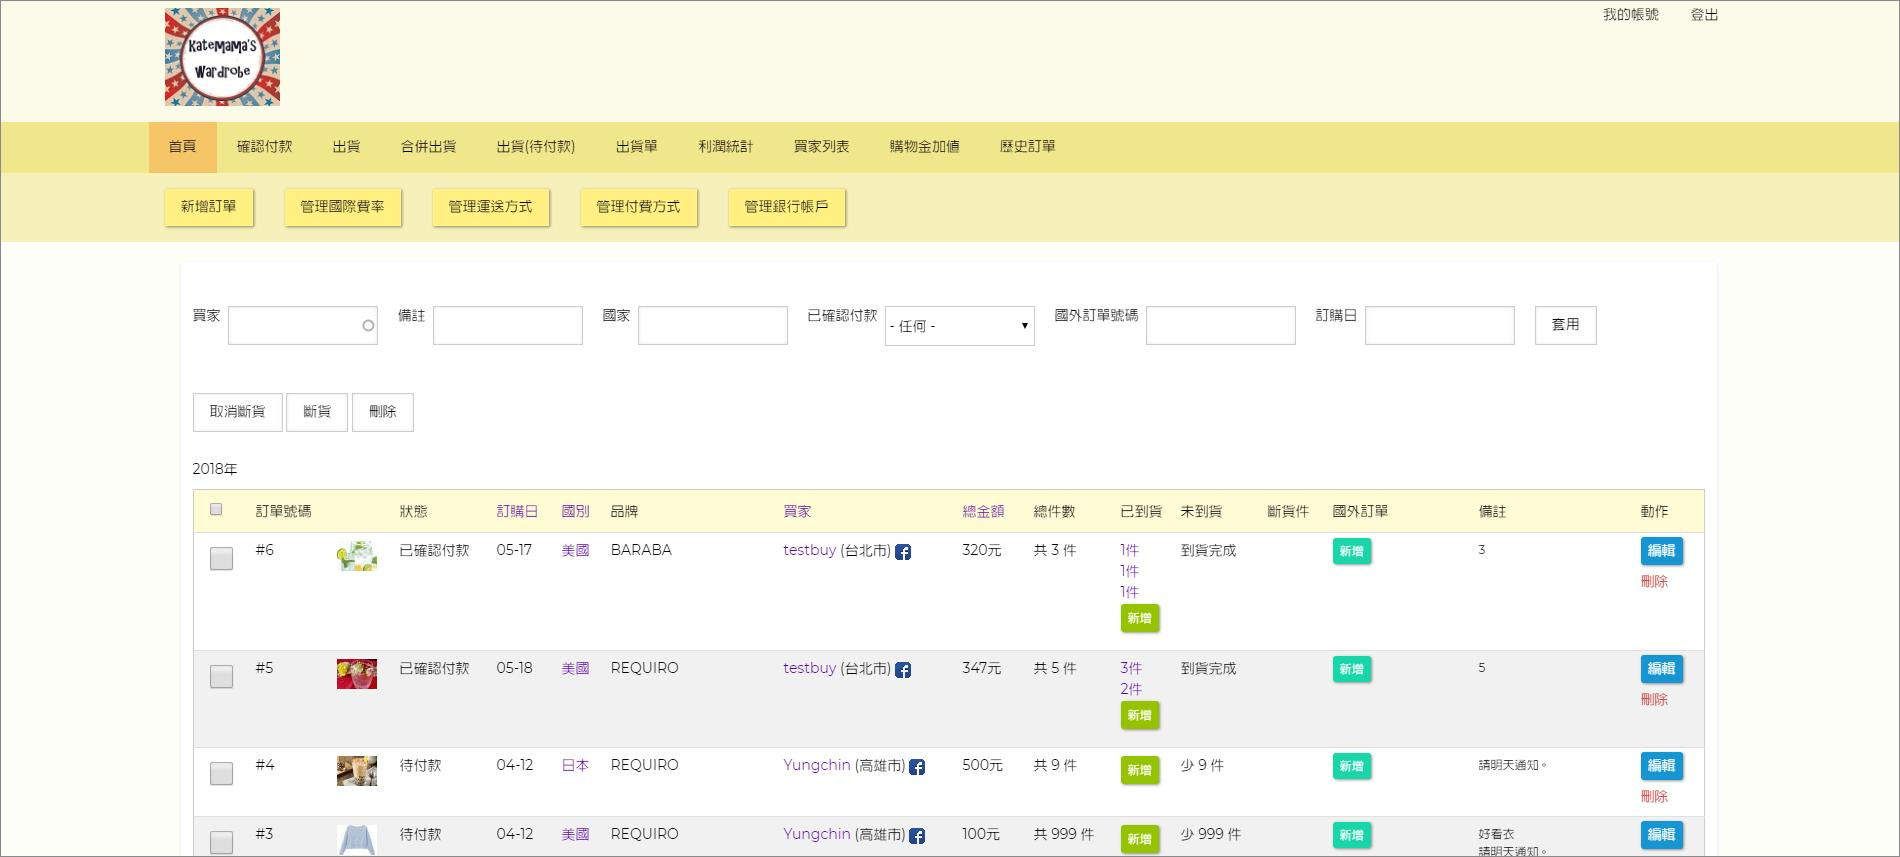 我的帳號 登出
KateMaMa's
Wardrobe
首頁 確認付款 出貨 合併出貨 出貨(待付款) 出貨單 利潤統計 買家列表 購物金加值 歷史訂單
新增訂單 管理國際費率 管理運送方式 管理付費方式 管理銀行帳戶
買家 備註 國家 已確認付款 - 任何 - 國外訂單號碼 訂購日 套用
取消斷貨 斷貨 刪除
2018年
訂單號碼 狀態 訂購日 國別 品牌 買家 總金額 總件數 已到貨 未到貨 斷貨件 國外訂單 備註 動作
#6 已確認付款 05-17 美國 BARABA testbuy (台北市) 320元 共 3 件 1件 到貨完成 新增 3 編輯
1件 刪除
1件
新增
#5 已確認付款 05-18 美國 REQUIRO testbuy (台北市) 347元 共 5 件 3件 到貨完成 新增 5 編輯
2件 刪除
新增
#4 待付款 04-12 日本 REQUIRO Yungchin (高雄市) 500元 共 9 件 新增 少 9 件 新增 請明天通知。 編輯
刪除
#3 待付款 04-12 美國 REQUIRO Yungchin (高雄市) 100元 共 999 件 新增 少 999 件 新增 好看衣 編輯
請明天通知。